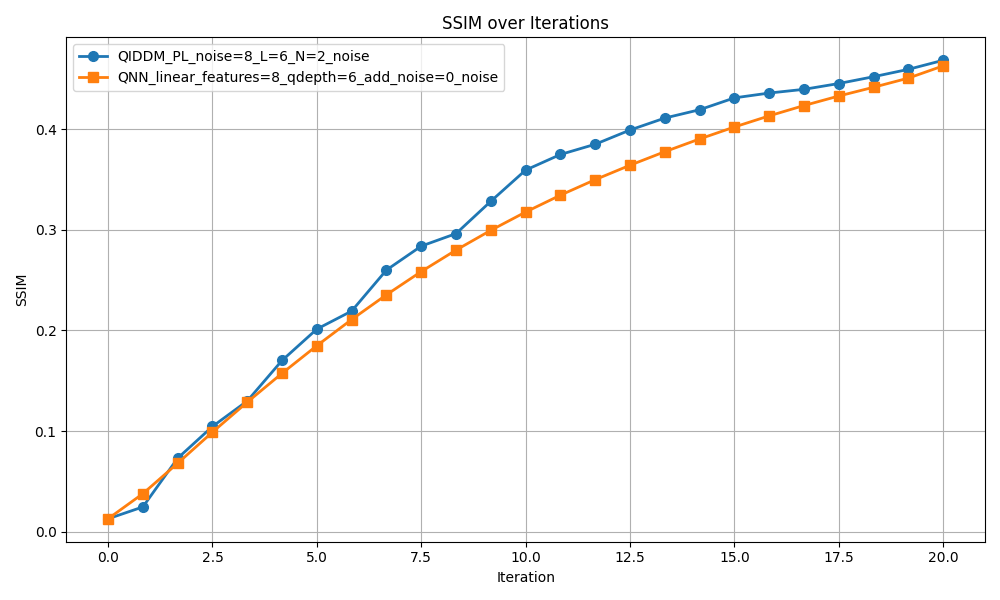 SSIM over Iterations
QIDDM_PL_noise=8_L=6_N=2_noise
QNN_linear_features=8_qdepth=6_add_noise=0_noise
SSIM
0.4
0.3
0.2
0.1
0.0
0.0 2.5 5.0 7.5 10.0 12.5 15.0 17.5 20.0
Iteration